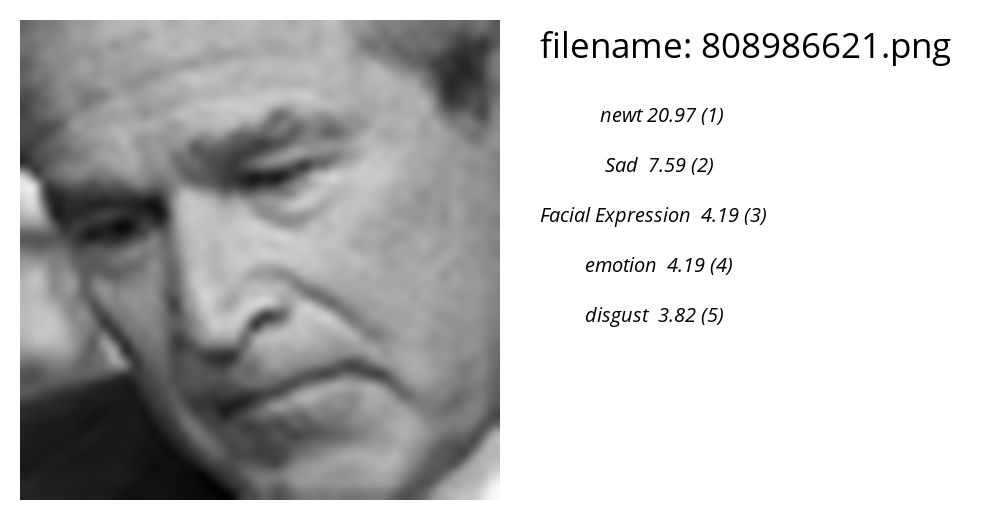 filename: 808986621.png
newt 20.97 (1)
Sad 7.59 (2)
Facial Expression 4.19 (3)
emotion 4.19 (4)
disgust 3.82 (5)